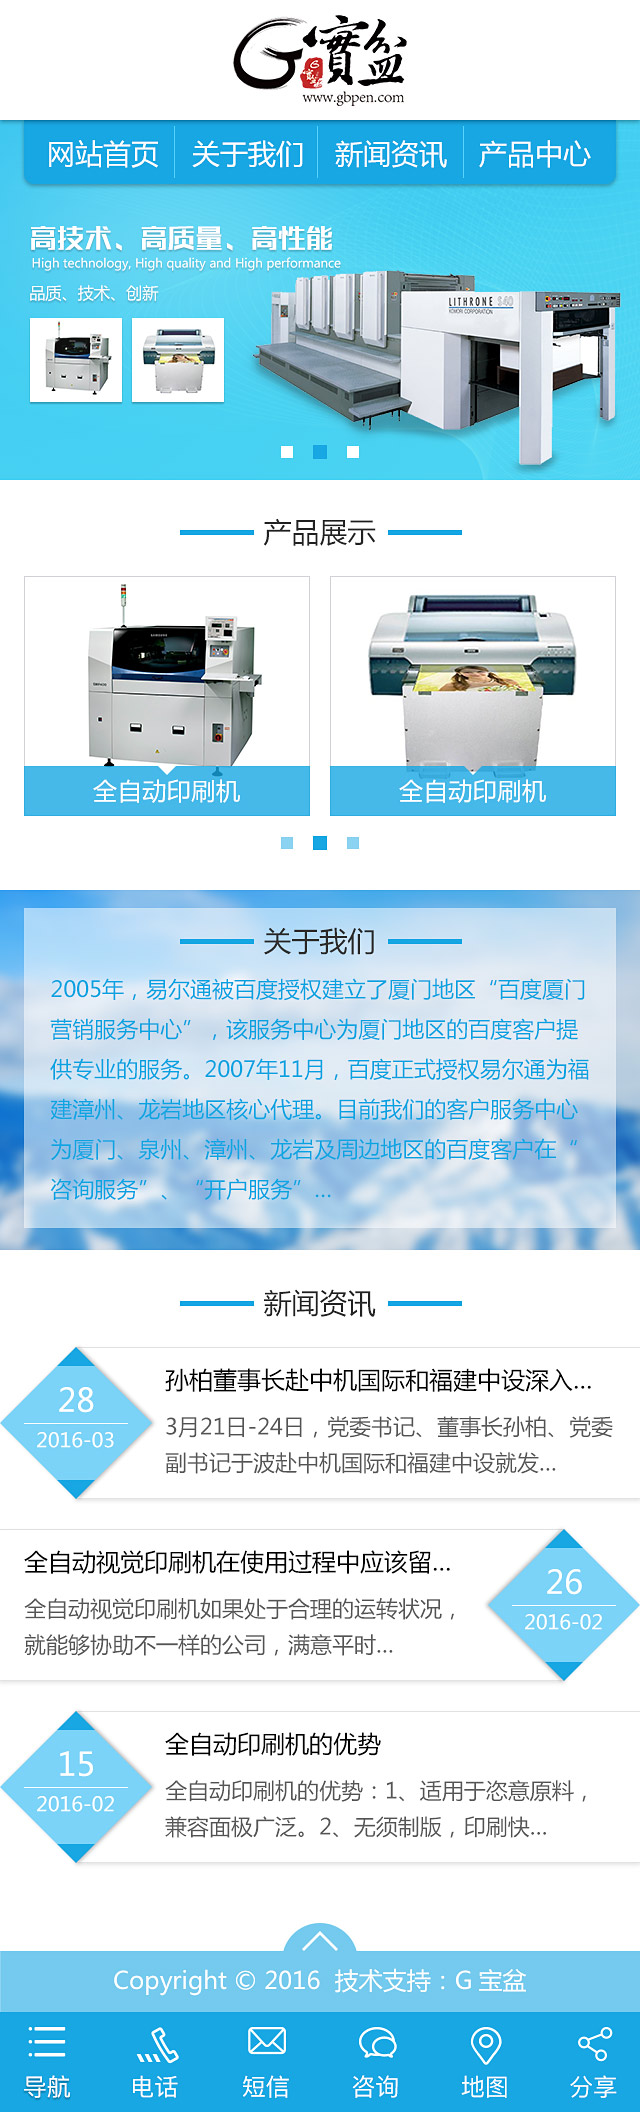 G寶盆
www.gbpen.com
网站首页 关于我们 新闻资讯 产品中心
高技术、高质量、高性能
High technology, High quality and High performance
品质、技术、创新
LITHRONE S40
KOMORI CORPORATION
产品展示
全自动印刷机 全自动印刷机
关于我们
2005年，易尔通被百度授权建立了厦门地区“百度厦门
营销服务中心”，该服务中心为厦门地区的百度客户提
供专业的服务。2007年11月，百度正式授权易尔通为福
建漳州、龙岩地区核心代理。目前我们的客户服务中心
为厦门、泉州、漳州、龙岩及周边地区的百度客户在“
咨询服务”、“开户服务”...
新闻资讯
28
2016-03
孙柏董事长赴中机国际和福建中设深入...
3月21日-24日，党委书记、董事长孙柏、党委
副书记于波赴中机国际和福建中设就发...
全自动视觉印刷机在使用过程中应该留...
全自动视觉印刷机如果处于合理的运转状况，
就能够协助不一样的公司，满意平时...
26
2016-02
15
2016-02
全自动印刷机的优势
全自动印刷机的优势：1、适用于恣意原料，
兼容面极广泛。2、无须制版，印刷快...
Copyright © 2016 技术支持：G 宝盆
导航 电话 短信 咨询 地图 分享